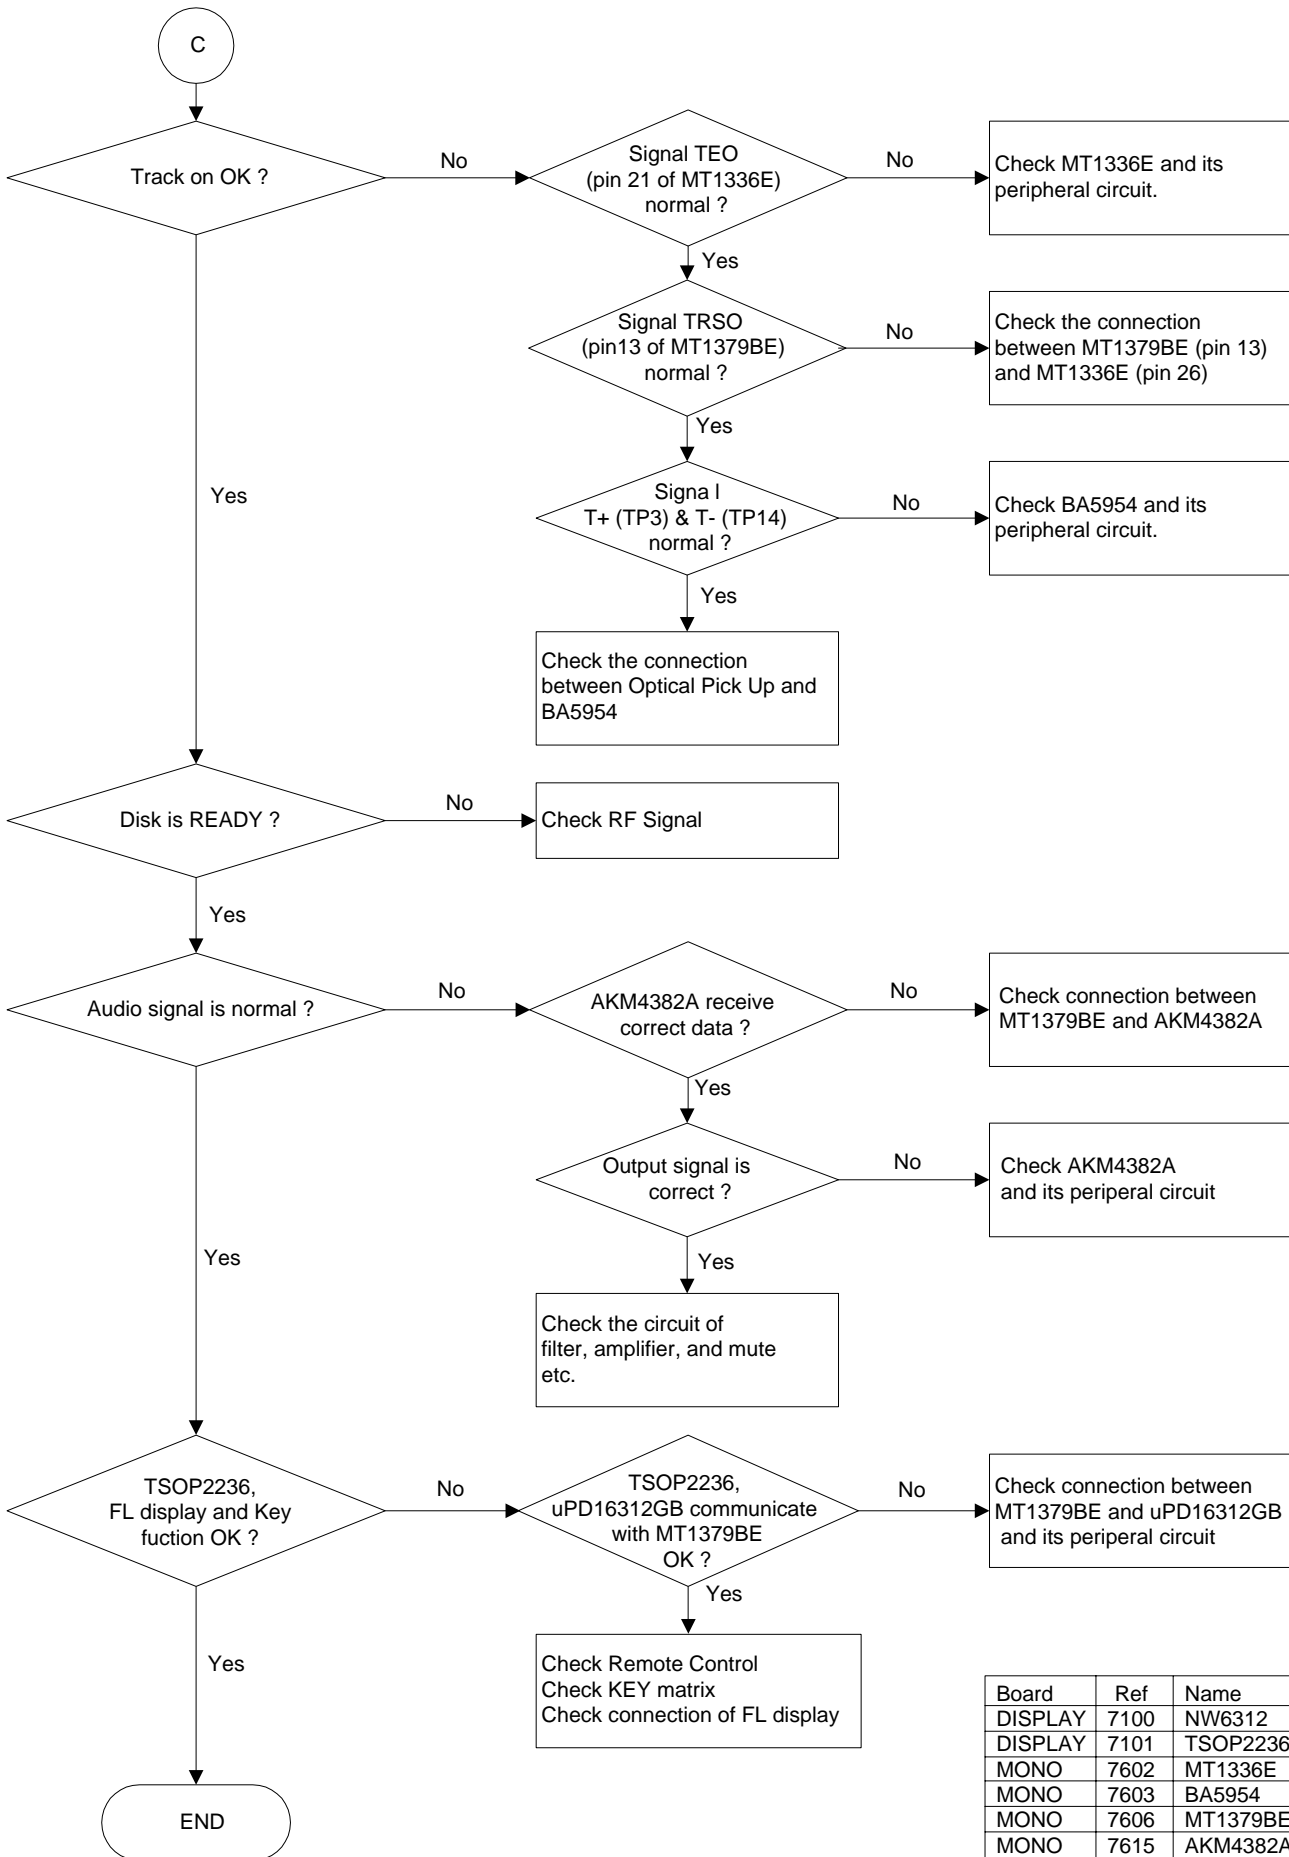 C
Track on OK ?
No
Signal TEO
(pin 21 of MT1336E)
normal ?
No
Check MT1336E and its
peripheral circuit.
Yes
Signal TRSO
(pin13 of MT1379BE)
normal ?
No
Check the connection
between MT1379BE (pin 13)
and MT1336E (pin 26)
Yes
Yes
Signa l
T+ (TP3) & T- (TP14)
normal ?
No
Check BA5954 and its
peripheral circuit.
Yes
Check the connection
between Optical Pick Up and
BA5954
Disk is READY ?
No
Check RF Signal
Yes
Audio signal is normal ?
No
AKM4382A receive
correct data ?
No
Check connection between
MT1379BE and AKM4382A
Yes
Output signal is
correct ?
No
Check AKM4382A
and its periperal circuit
Yes
Yes
Check the circuit of
filter, amplifier, and mute
etc.
TSOP2236,
FL display and Key
fuction OK ?
No
TSOP2236,
uPD16312GB communicate
with MT1379BE
OK ?
No
Check connection between
MT1379BE and uPD16312GB
and its periperal circuit
Yes
Yes
Check Remote Control
Check KEY matrix
Check connection of FL display
END
Board Ref Name
DISPLAY 7100 NW6312
DISPLAY 7101 TSOP2236
MONO 7602 MT1336E
MONO 7603 BA5954
MONO 7606 MT1379BE
MONO 7615 AKM4382A